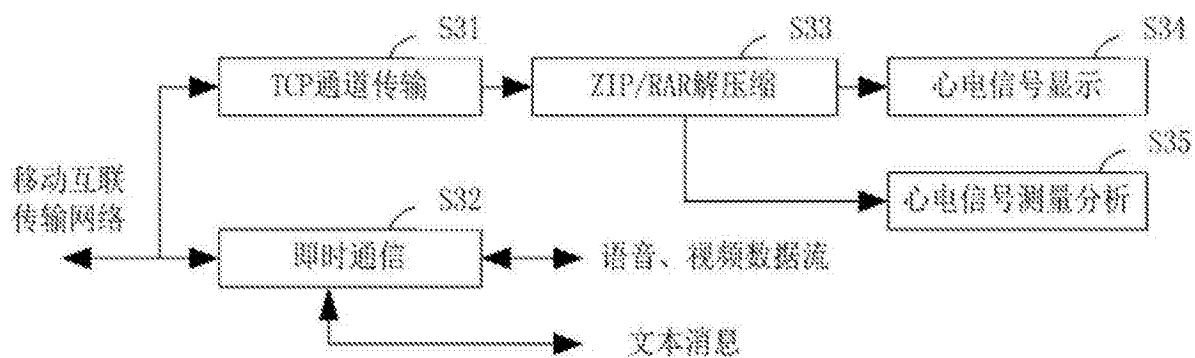 S31
S33
S34
TCP通道传输
ZIP/RAR解压缩
心电信号显示
S35
移动互联
传输网络
S32
心电信号测量分析
即时通信
语音、视频数据流
文本消息